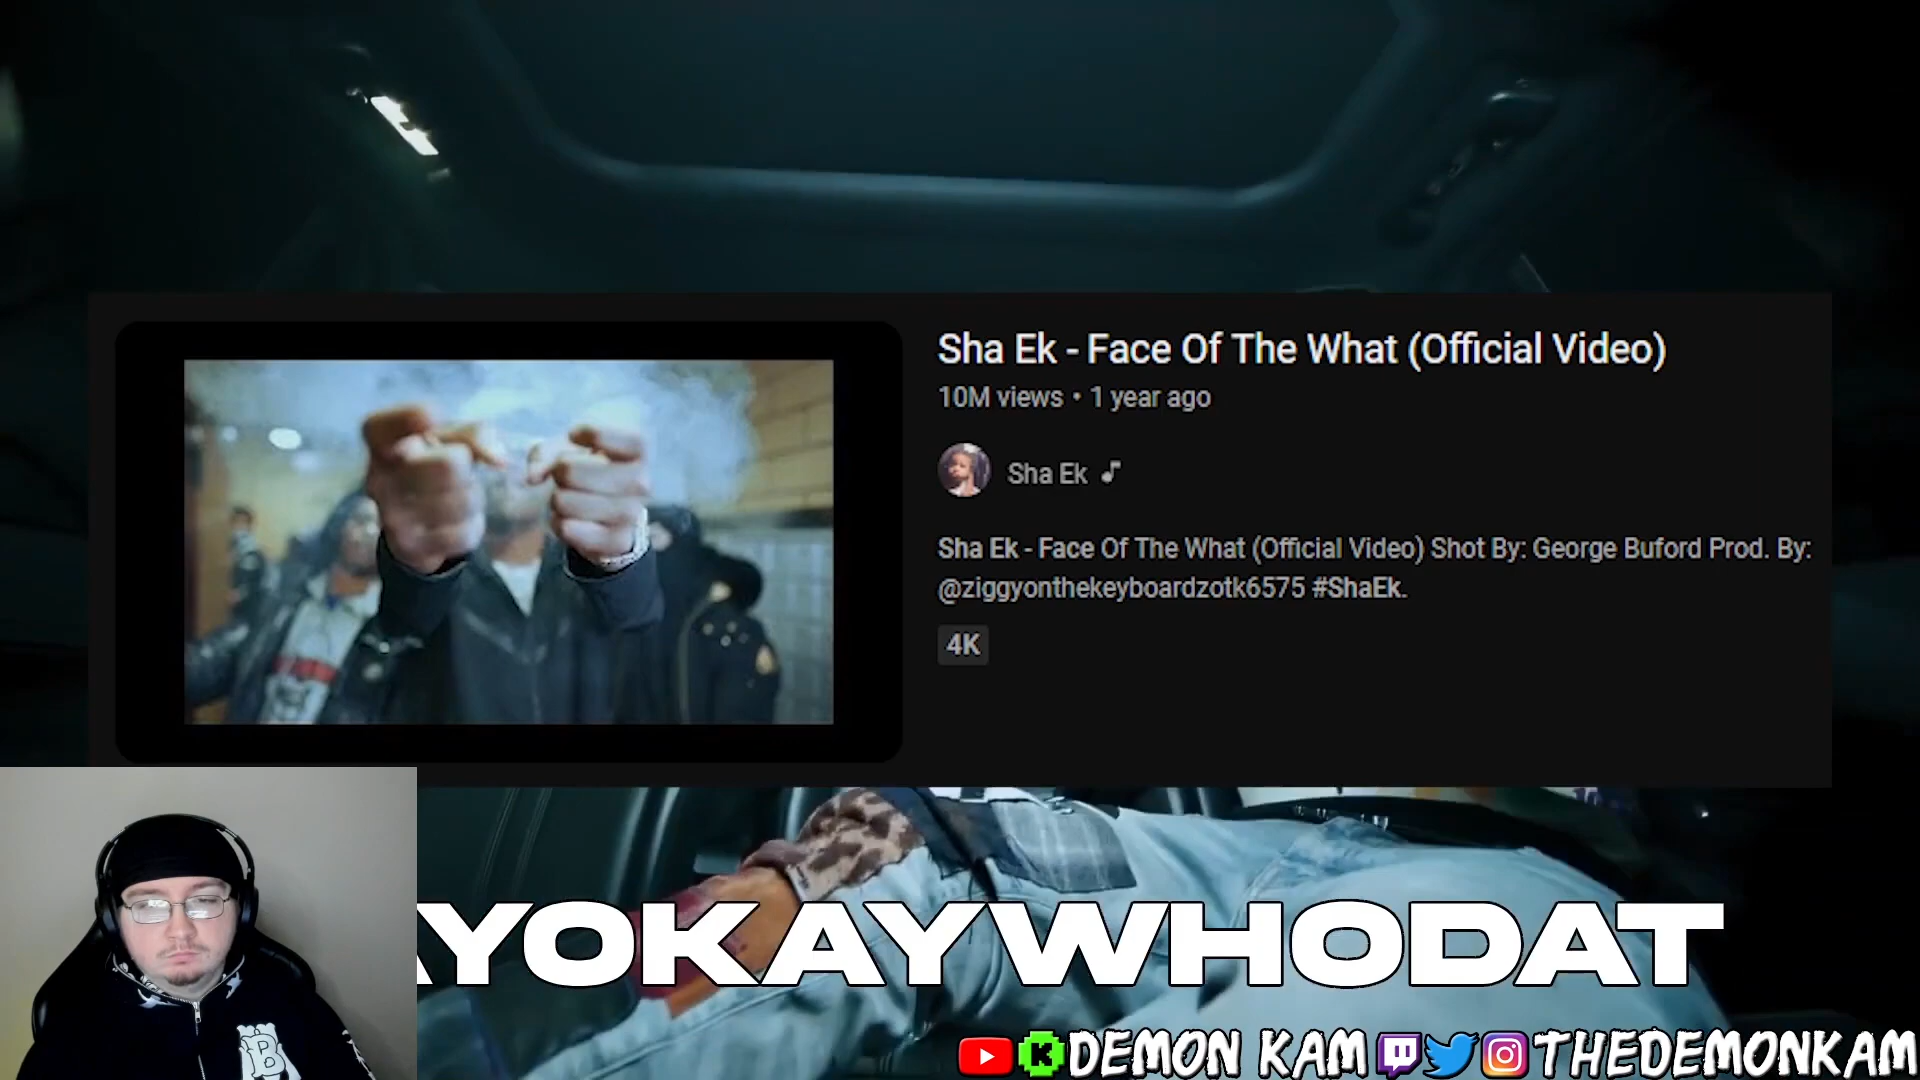 Sha Ek - Face Of The What (Official Video)
10M views • 1 year ago
Sha Ek
Sha Ek - Face Of The What (Official Video) Shot By: George Buford Prod. By:
@ziggyonthekeyboardzotk6575 #ShaEk.
4K
AYOKAYWHODAT
K DEMON KAM THEDEMONKAM